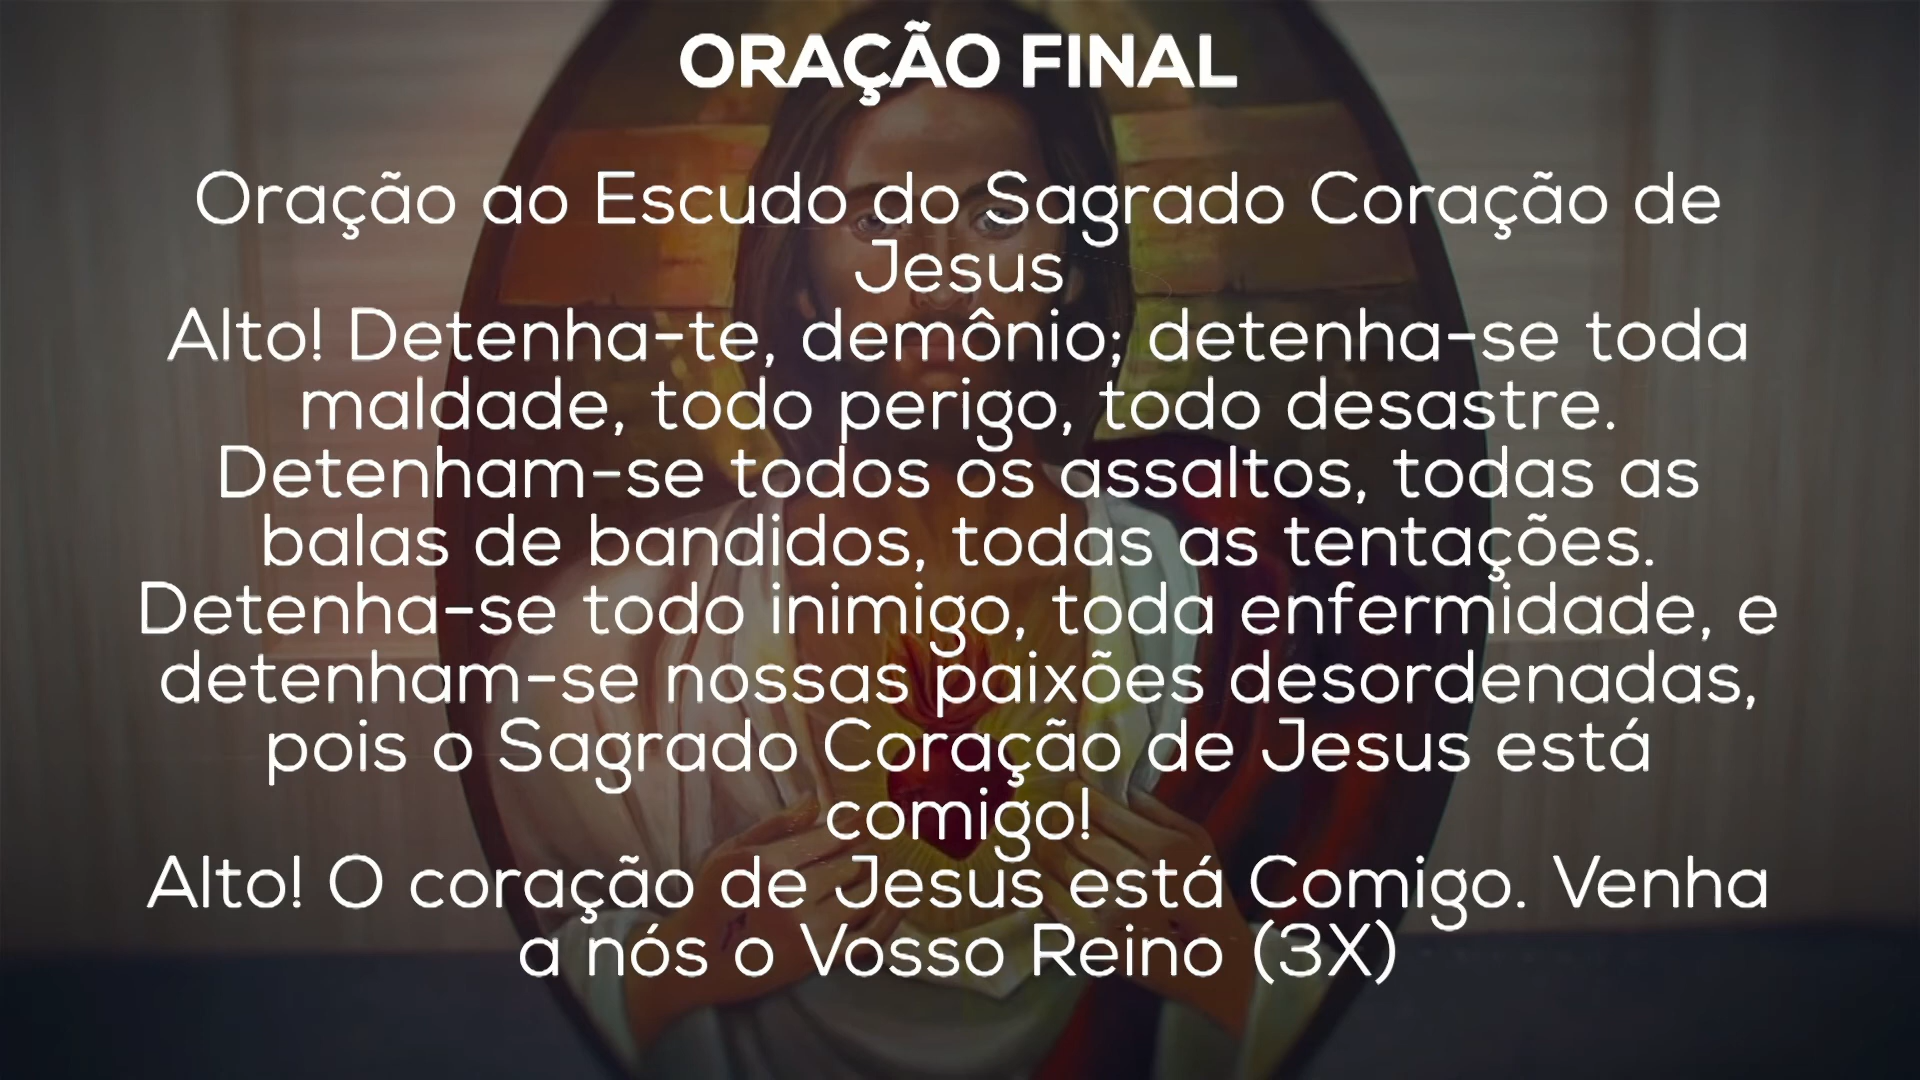 ORAÇÃO FINAL
Oração ao Escudo do Sagrado Coração de
Jesus
Alto! Detenha-te, demônio; detenha-se toda
maldade, todo perigo, todo desastre.
Detenham-se todos os assaltos, todas as
balas de bandidos, todas as tentações.
Detenha-se todo inimigo, toda enfermidade, e
detenham-se nossas paixões desordenadas,
pois o Sagrado Coração de Jesus está
comigo!
Alto! O coração de Jesus está Comigo. Venha
a nós o Vosso Reino (3X)